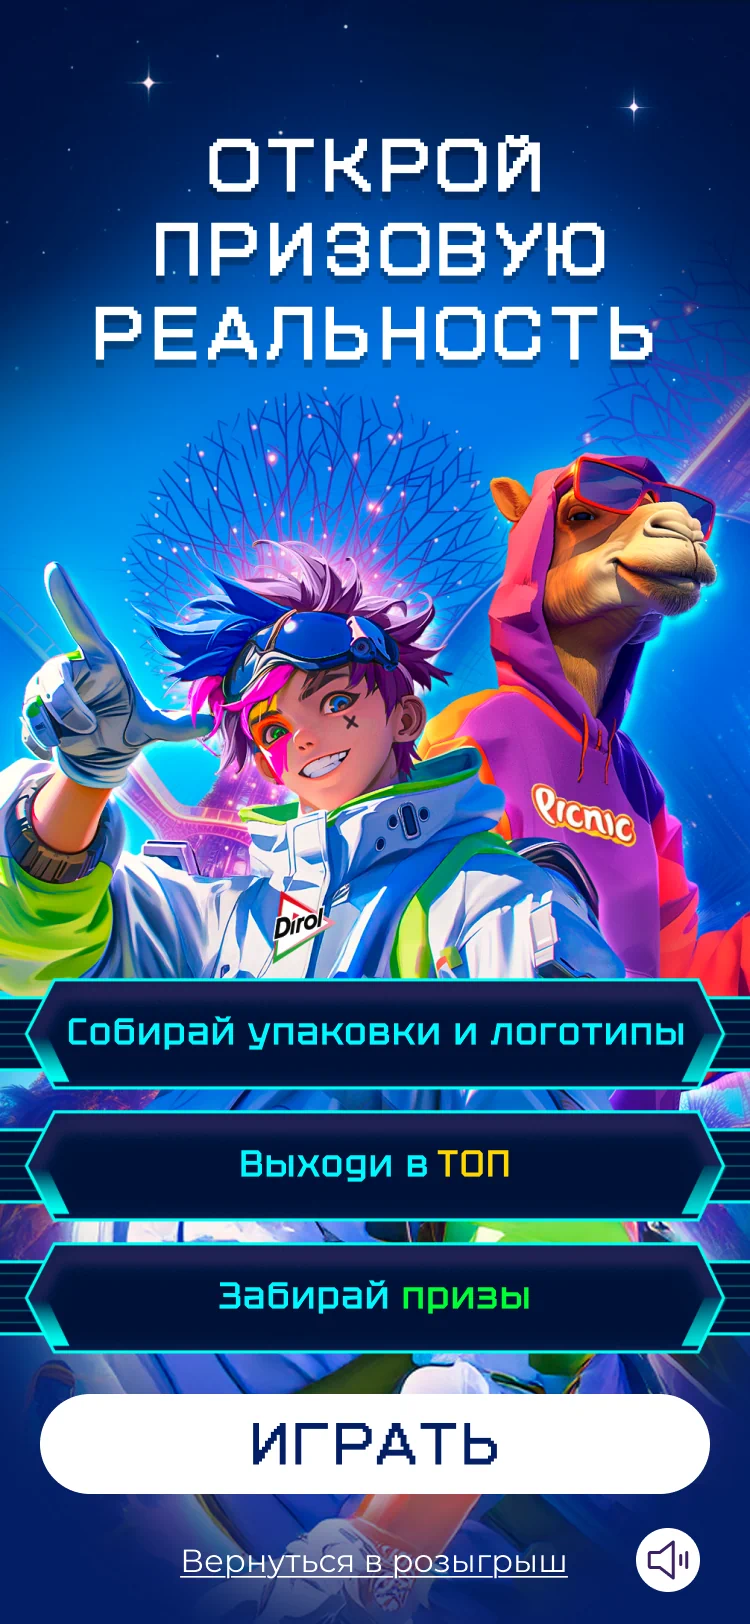 ОТКРОЙ
ПРИЗОВУЮ
РЕАЛЬНОСТЬ
Picnic
Dirol
Собирай упаковки и логотипы
Выходи в ТОП
Забирай призы
ИГРАТЬ
Вернуться в розыгрыш